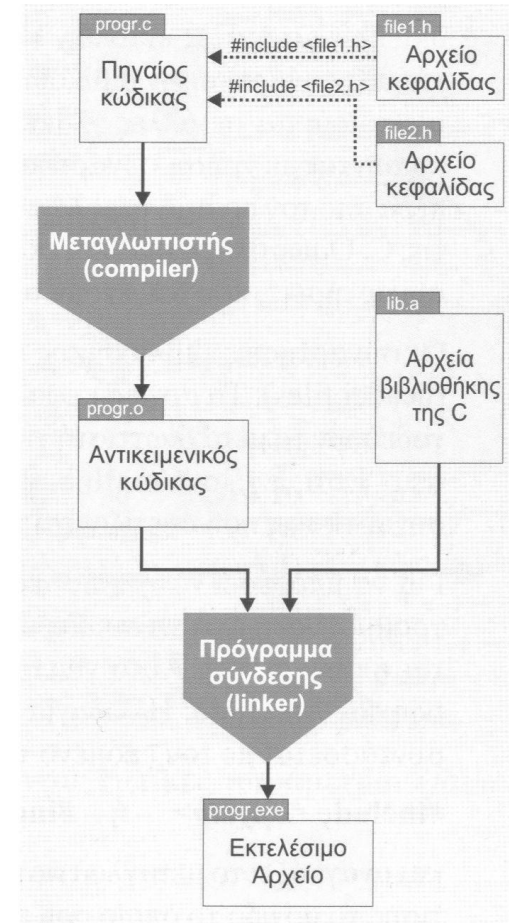 progr.c
Πηγαίος
κώδικας
#include <file1.h>
#include <file2.h>
file1.h
Αρχείο
κεφαλίδας
file2.h
Αρχείο
κεφαλίδας
Μεταγλωττιστής
(compiler)
lib.a
Αρχεία
βιβλιοθήκης
της C
progr.o
Αντικειμενικός
κώδικας
Πρόγραμμα
σύνδεσης
(linker)
progr.exe
Εκτελέσιμο
Αρχείο